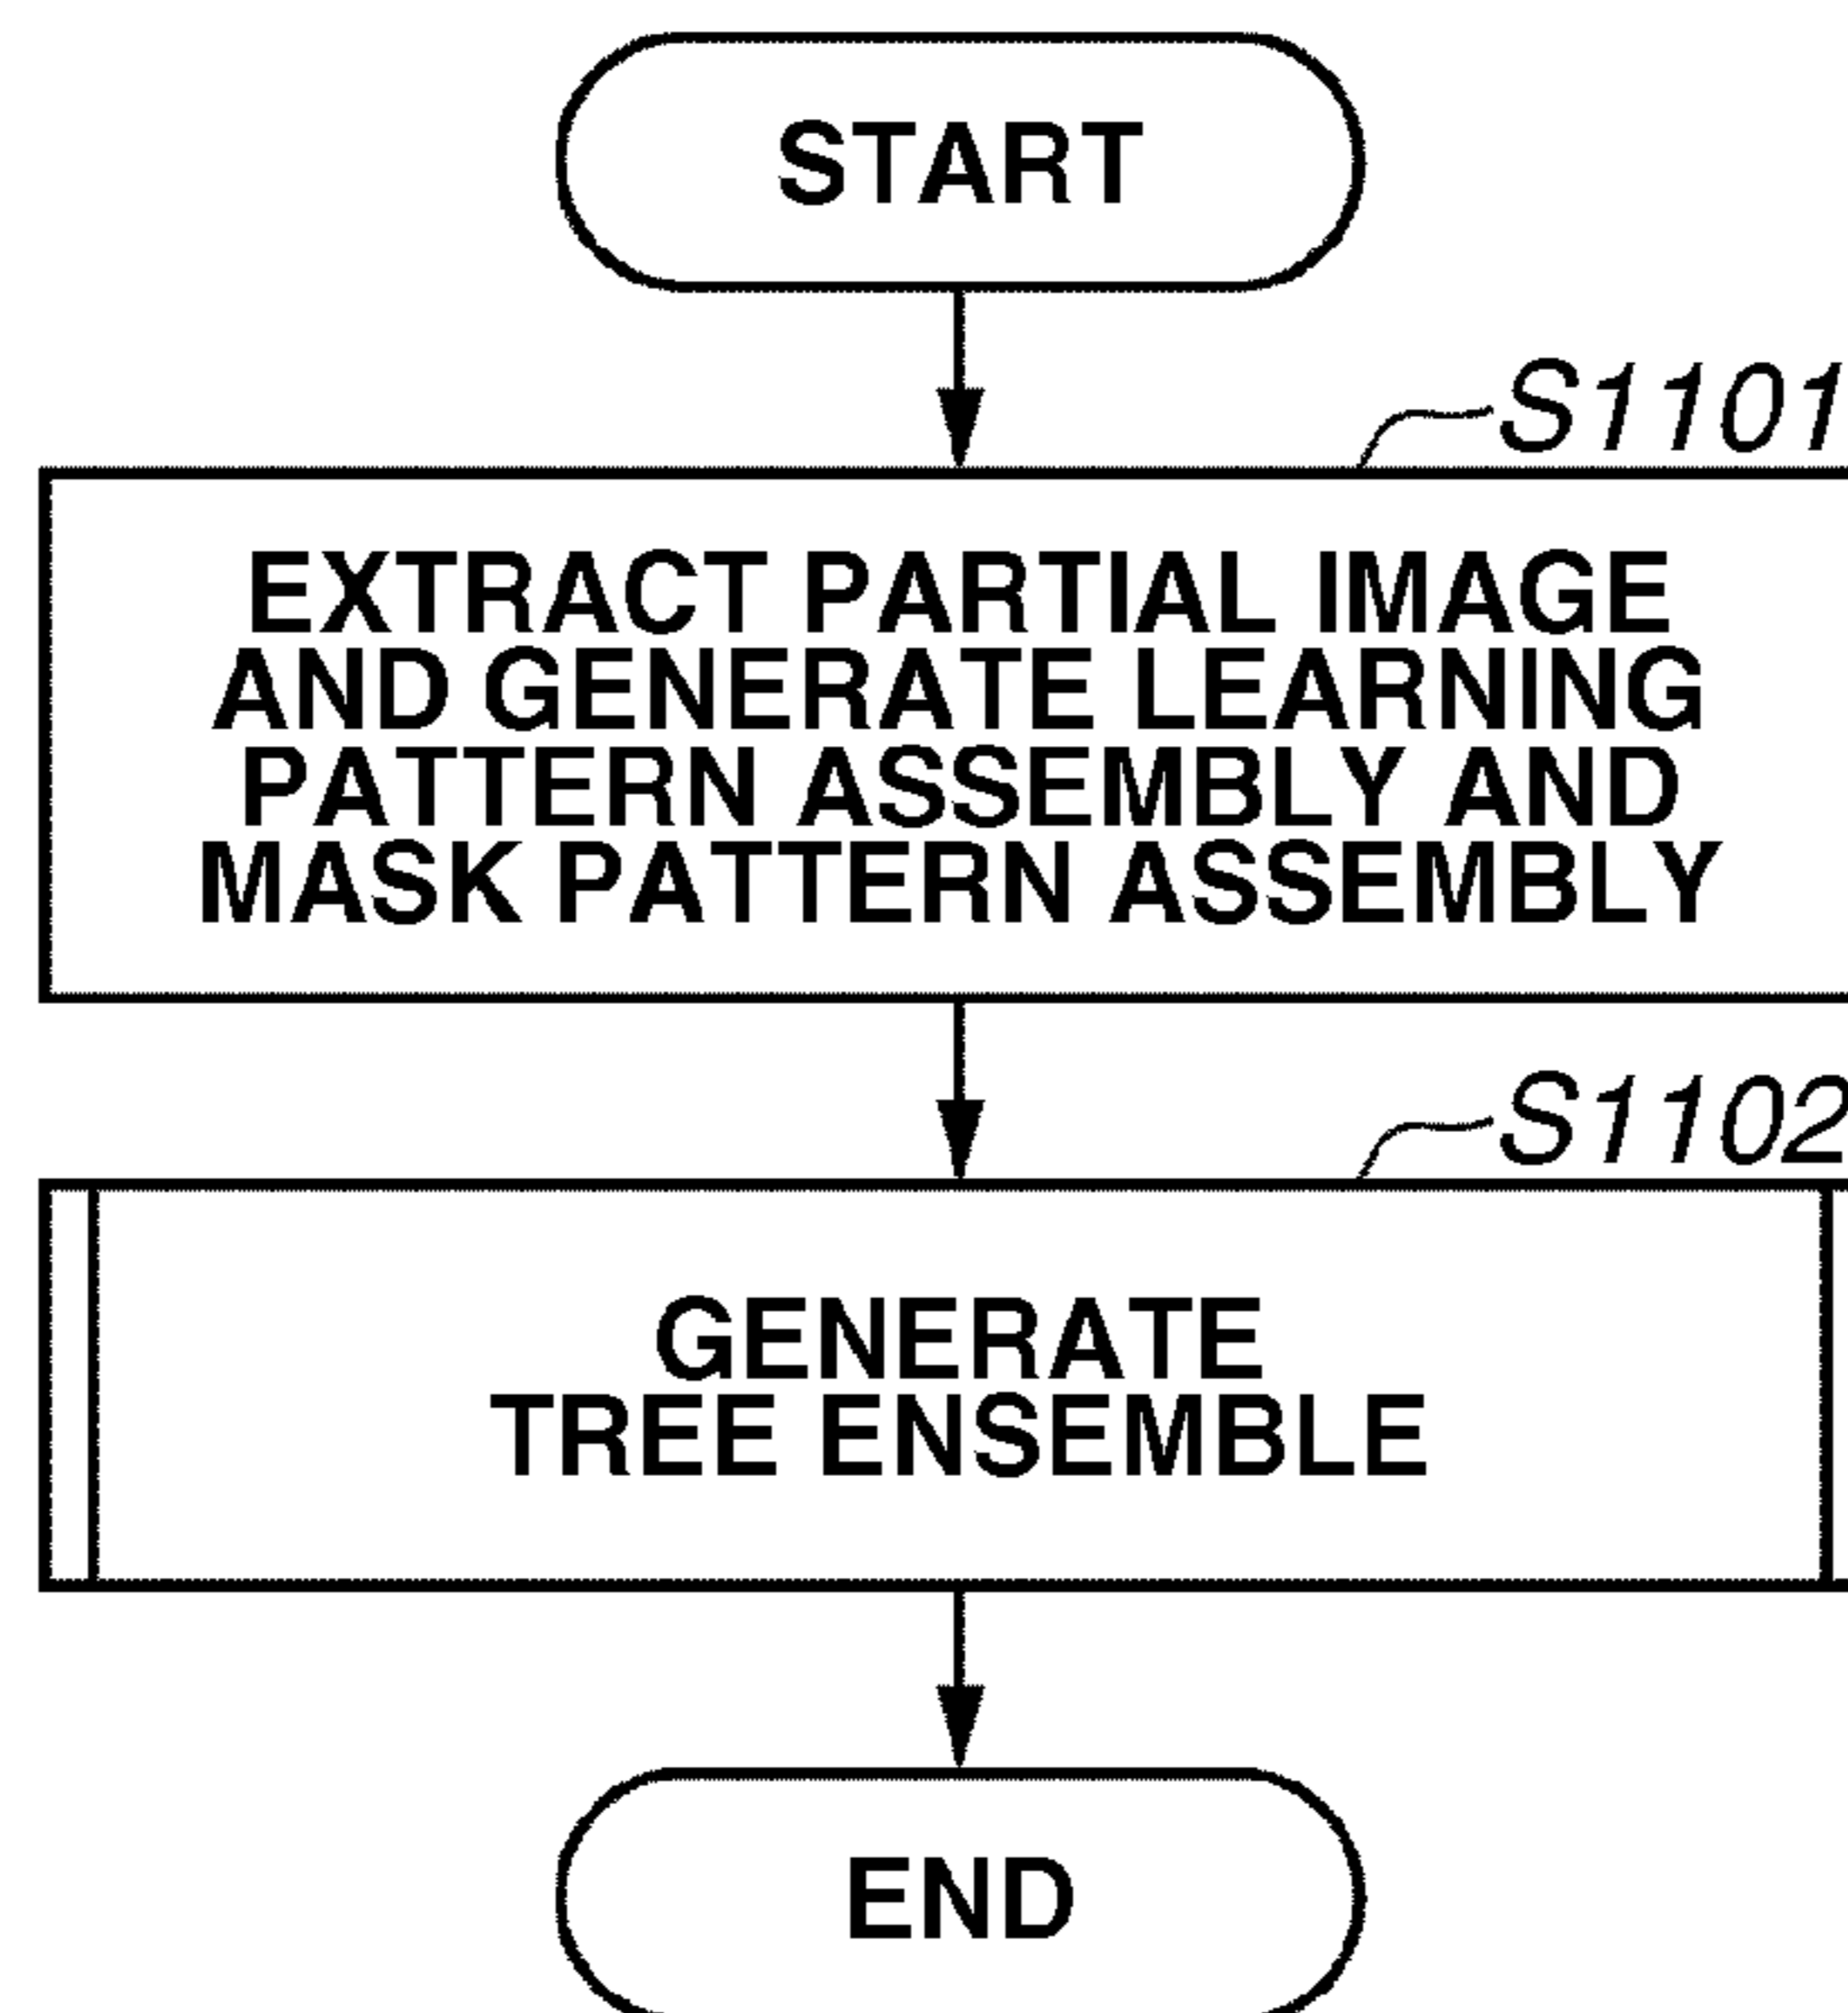 START
S1101
EXTRACT PARTIAL IMAGE
AND GENERATE LEARNING
PATTERN ASSEMBLY AND
MASK PATTERN ASSEMBLY
S1102
GENERATE
TREE ENSEMBLE
END